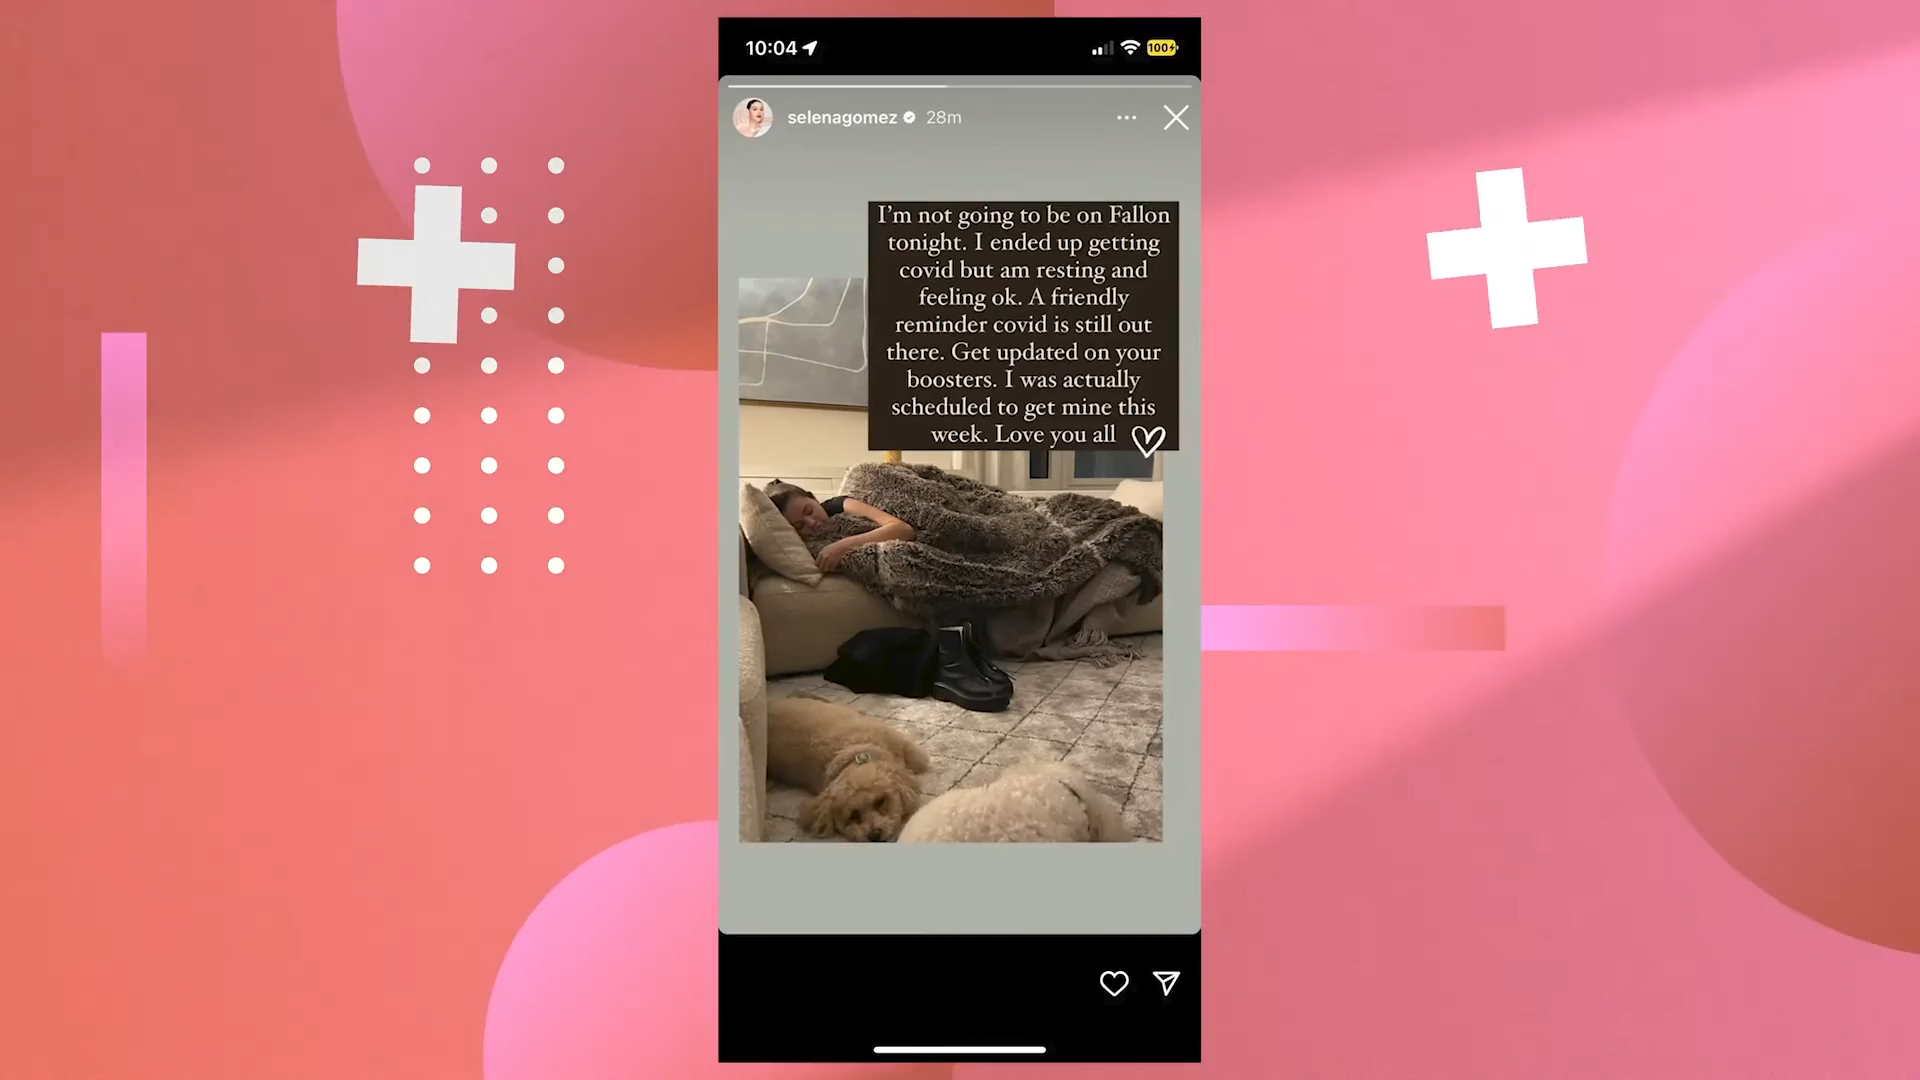 10:04
100
selenagomez 28m
I'm not going to be on Fallon
tonight. I ended up getting
covid but am resting and
feeling ok. A friendly
reminder covid is still out
there. Get updated on your
boosters. I was actually
scheduled to get mine this
week. Love you all